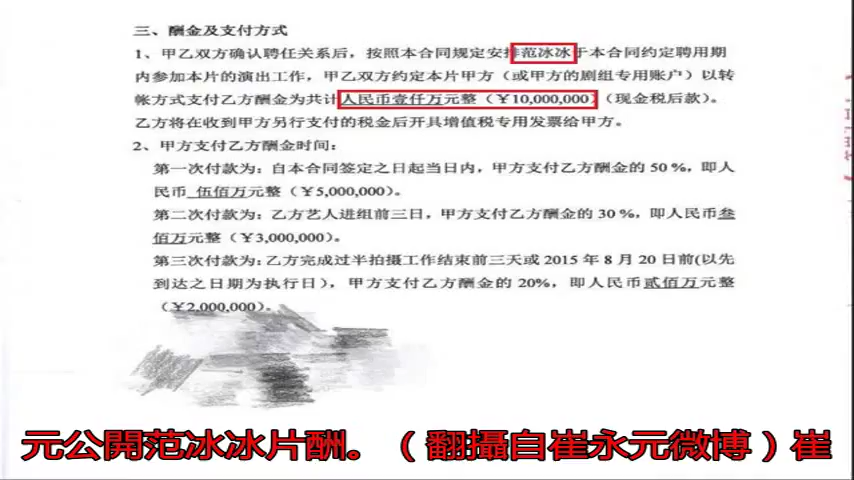 三、酬金及支付方式
1、甲乙双方确认聘任关系后，按照本合同规定安排范冰冰于本合同约定聘用期
内参加本片的演出工作，甲乙双方约定本片甲方（或甲方的剧组专用账户）以转
帐方式支付乙方酬金为共计人民币壹仟万元整（￥10,000,000）（现金税后款）。
乙方将在收到甲方另行支付的税金后开具增值税专用发票给甲方。
2、甲方支付乙方酬金时间：
第一次付款为：自本合同签定之日起当日内，甲方支付乙方酬金的 50 %，即人
民币 伍佰万元整（￥5,000,000）。
第二次付款为：乙方艺人进组前三日，甲方支付乙方酬金的 30 %，即人民币叁
佰万元整（￥3,000,000）。
第三次付款为：乙方完成过半拍摄工作结束前三天或 2015 年 8 月 20 日前(以先
到达之日期为执行日），甲方支付乙方酬金的 20%，即人民币贰佰万元整
（￥2,000,000）。
元公開范冰冰片酬。（翻攝自崔永元微博）崔